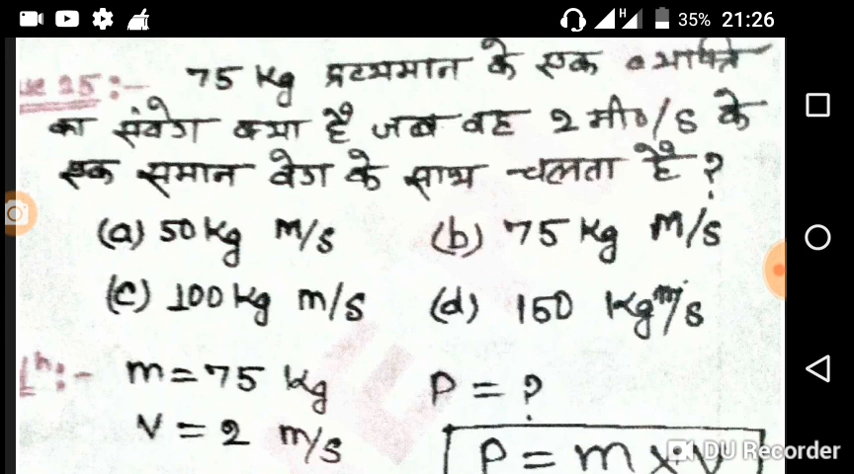 35% 21:26
25:- 75 Kg द्रव्यमान के एक व्यक्ति
का संवेग क्या है जब वह 2 मी०/s के
एक समान वेग के साथ चलता है ?
(a) 50 Kg m/s (b) 75 Kg m/s
(c) 100 Kg m/s (d) 150 Kg m/s
m = 75 kg P = ?
V = 2 m/s
P = m x v
DU Recorder